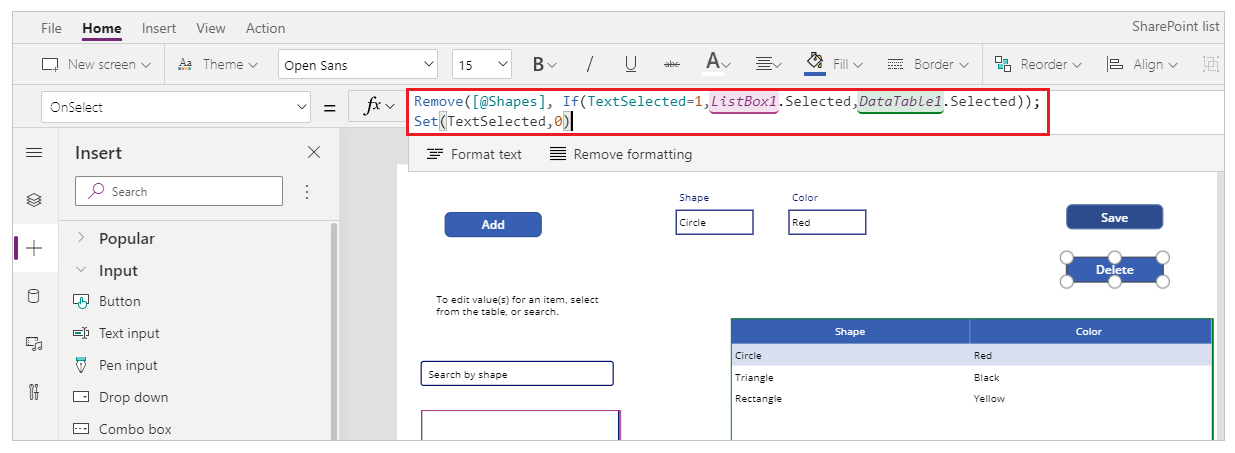 File Home Insert View Action SharePoint list
New screen Theme Open Sans 15 B / U abc A Fill Border Reorder Align
OnSelect = fx Remove([@Shapes], If(TextSelected=1,ListBox1.Selected,DataTable1.Selected));
Set(TextSelected,0)
Format text Remove formatting
Insert
Search
Popular
Input
Button
Text input
Pen input
Drop down
Combo box
Add
Shape Color
Circle Red
Save
Delete
To edit value(s) for an item, select
from the table, or search.
Search by shape
Shape Color
Circle Red
Triangle Black
Rectangle Yellow